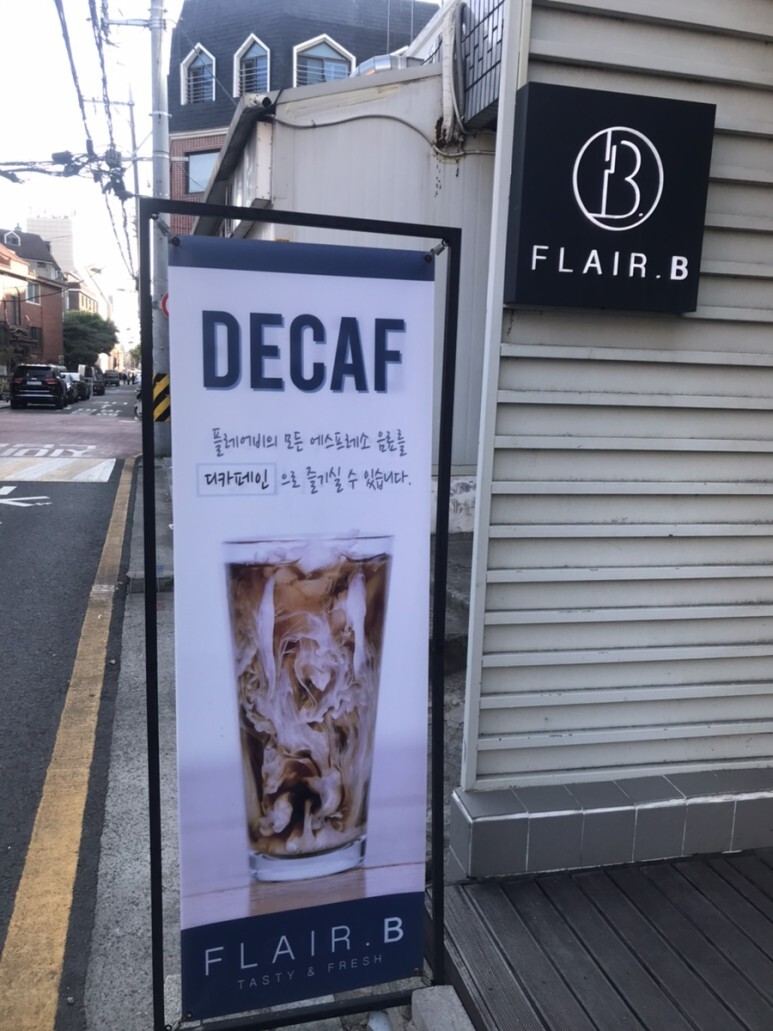 DECAF
플레어비의 모든 에스프레소 음료를
디카페인 으로 즐기실 수 있습니다.
FLAIR.B
TASTY & FRESH
B
FLAIR.B